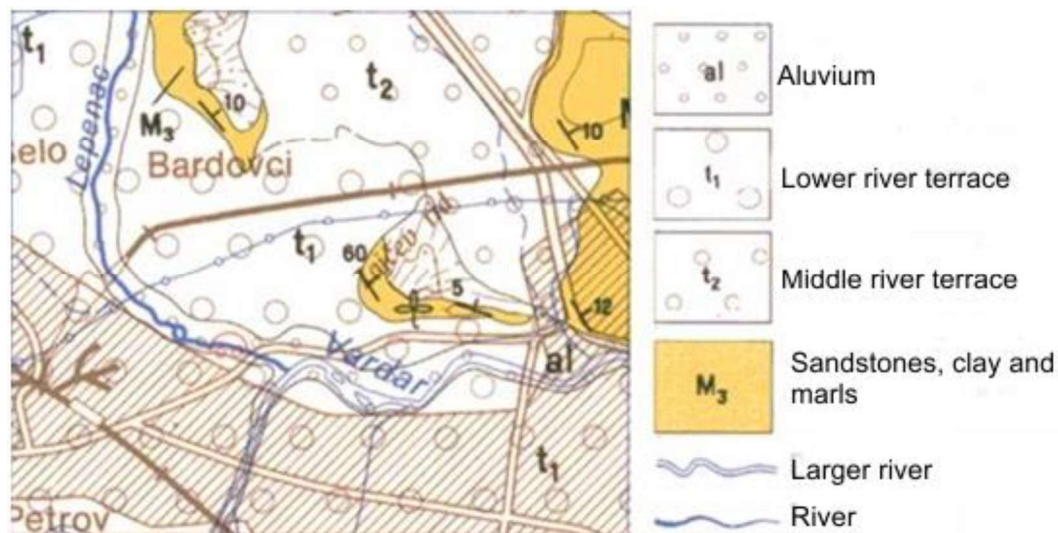 t₁
t₂
al
Aluvium
10
M₃
10
Lepenac
Bardovci
t₁
Lower river terrace
t₁
60
5
t₂
Middle river terrace
12
Vardar
al
M₃
Sandstones, clay and
marls
t₁
Larger river
Petrov
River